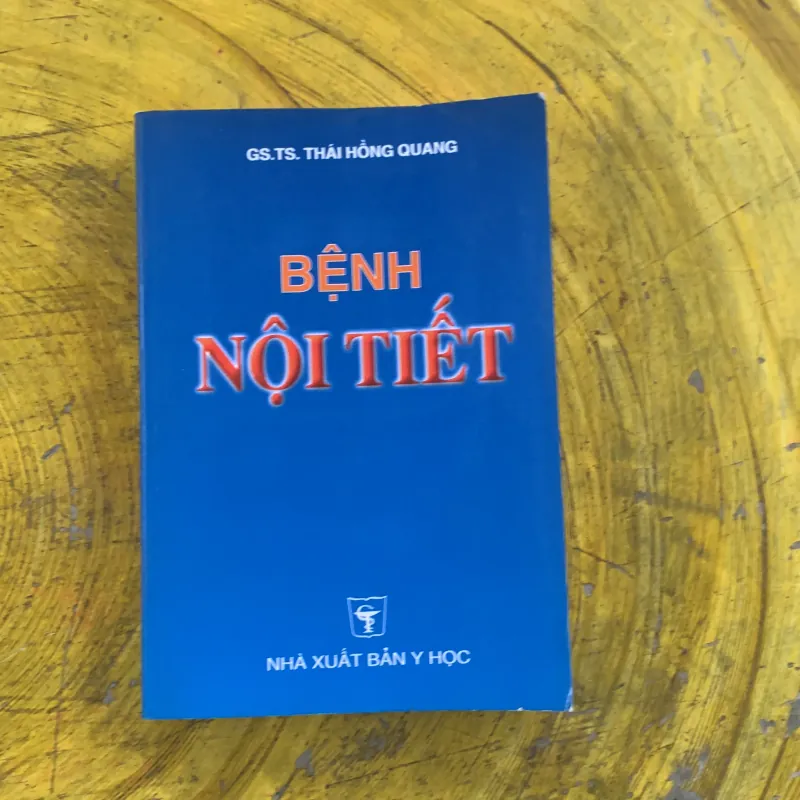 GS.TS. THÁI HỒNG QUANG
BỆNH
NỘI TIẾT
NHÀ XUẤT BẢN Y HỌC